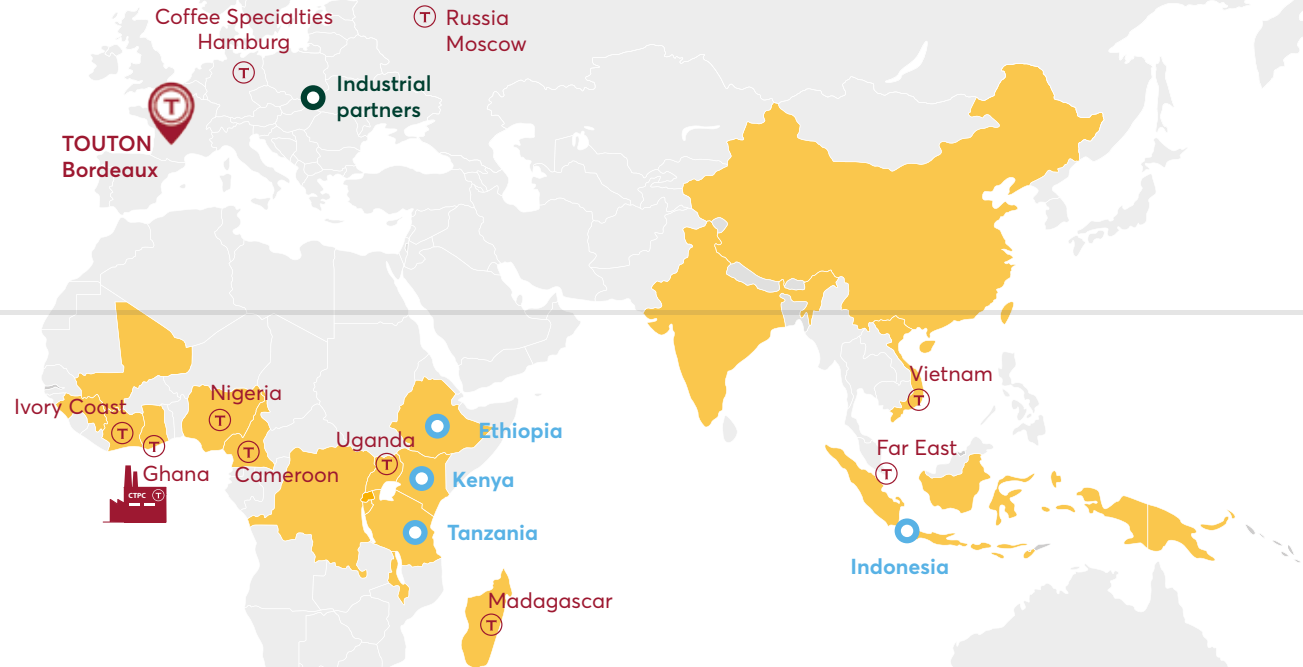 Coffee Specialties
Hamburg
T
T
Russia
Moscow
Industrial
partners
T
TOUTON
Bordeaux
Ivory Coast
T
T
Ghana
CTPC T
Nigeria
T
T
Cameroon
Uganda
T
Ethiopia
Kenya
Tanzania
Madagascar
T
Vietnam
T
Far East
T
Indonesia